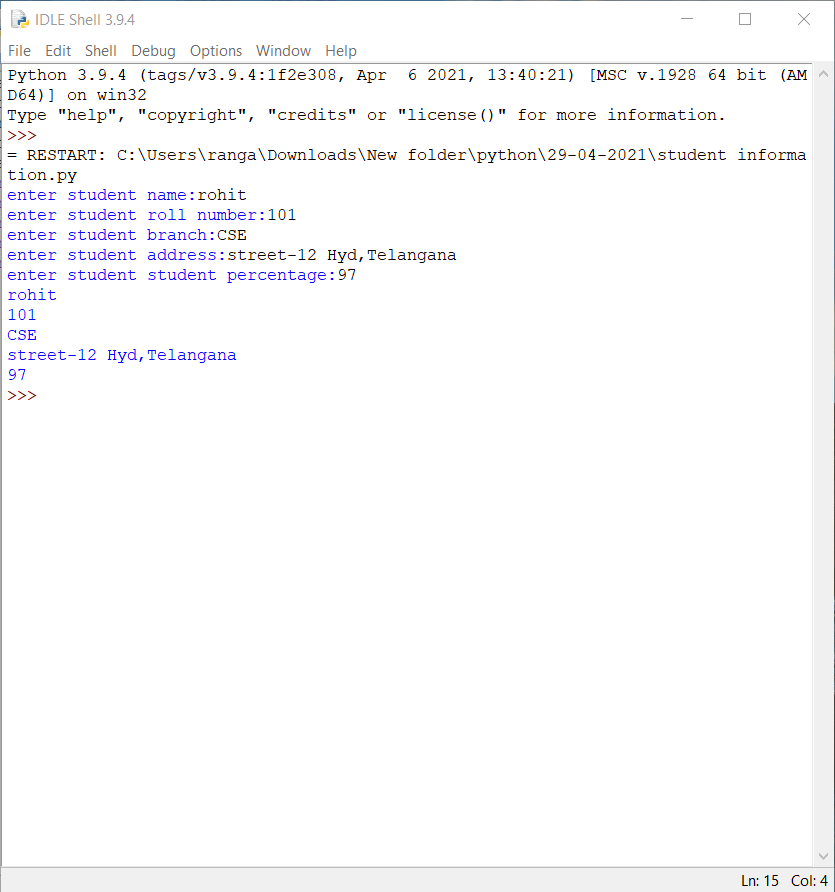 IDLE Shell 3.9.4
File Edit Shell Debug Options Window Help
Python 3.9.4 (tags/v3.9.4:1f2e308, Apr  6 2021, 13:40:21) [MSC v.1928 64 bit (AM
D64)] on win32
Type "help", "copyright", "credits" or "license()" for more information.
>>>
= RESTART: C:\Users\ranga\Downloads\New folder\python\29-04-2021\student informa
tion.py
enter student name:rohit
enter student roll number:101
enter student branch:CSE
enter student address:street-12 Hyd,Telangana
enter student student percentage:97
rohit
101
CSE
street-12 Hyd,Telangana
97
>>>
Ln: 15 Col: 4